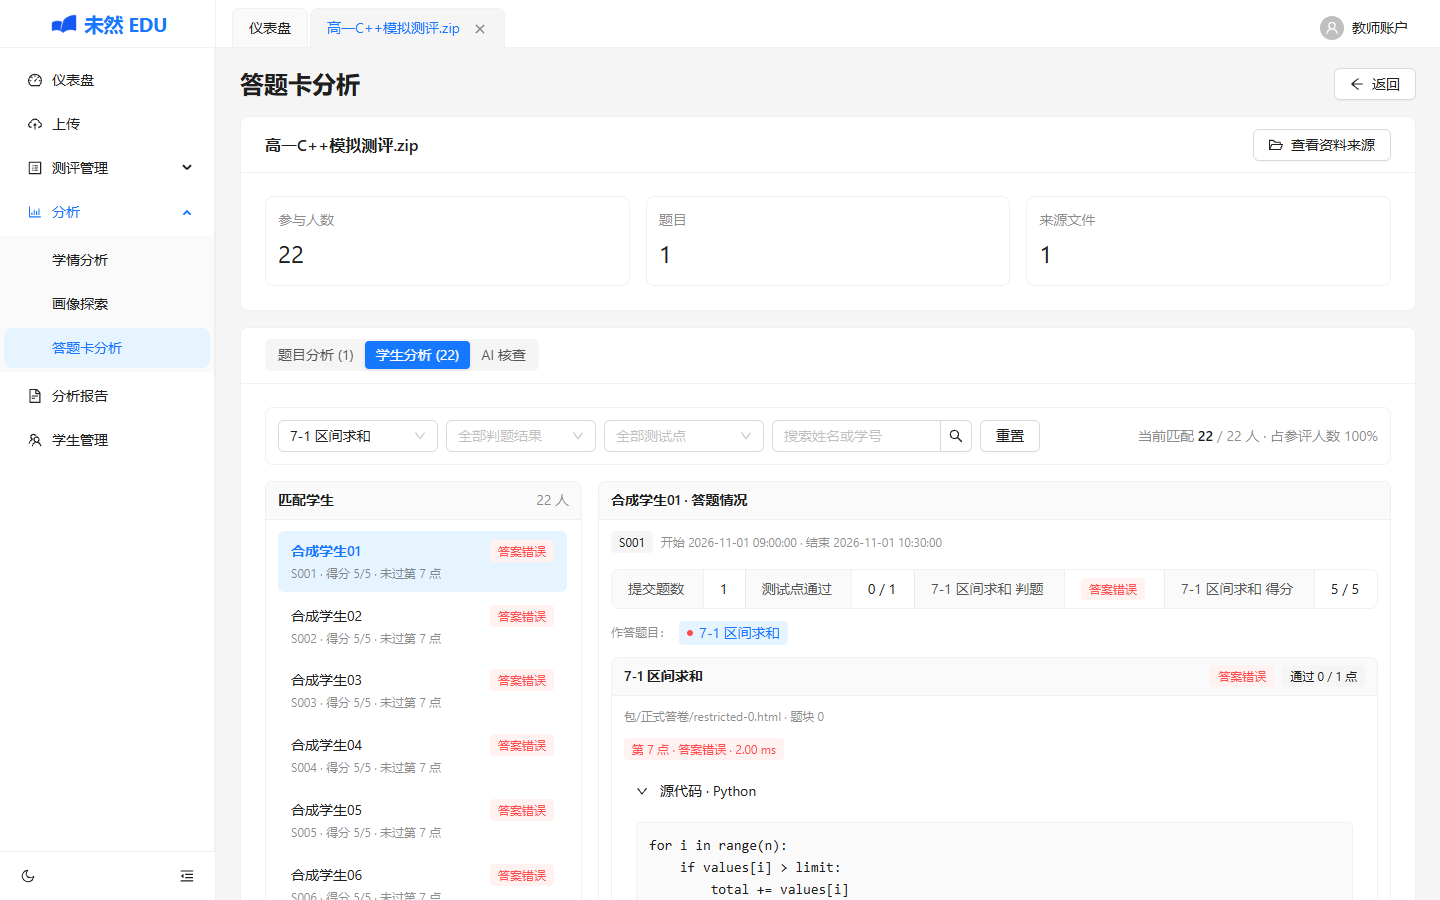 未然 EDU
仪表盘
高一C++模拟测评.zip
教师账户
仪表盘
上传
测评管理
分析
学情分析
画像探索
答题卡分析
分析报告
学生管理
答题卡分析
返回
高一C++模拟测评.zip
查看资料来源
参与人数
22
题目
1
来源文件
1
题目分析 (1)
学生分析 (22)
AI 核查
7-1 区间求和
全部判题结果
全部测试点
搜索姓名或学号
重置
当前匹配 22 / 22 人 · 占参评人数 100%
匹配学生
22 人
合成学生01
答案错误
S001 · 得分 5/5 · 未过第 7 点
合成学生02
答案错误
S002 · 得分 5/5 · 未过第 7 点
合成学生03
答案错误
S003 · 得分 5/5 · 未过第 7 点
合成学生04
答案错误
S004 · 得分 5/5 · 未过第 7 点
合成学生05
答案错误
S005 · 得分 5/5 · 未过第 7 点
合成学生06
答案错误
S006 · 得分 5/5 · 未过第 7 点
合成学生01 · 答题情况
S001 开始 2026-11-01 09:00:00 · 结束 2026-11-01 10:30:00
提交题数 1 测试点通过 0 / 1 7-1 区间求和 判题 答案错误 7-1 区间求和 得分 5 / 5
作答题目： 7-1 区间求和
7-1 区间求和
答案错误
通过 0 / 1 点
包/正式答卷/restricted-0.html · 题块 0
第 7 点 · 答案错误 · 2.00 ms
源代码 · Python
for i in range(n):
if values[i] > limit:
total += values[i]